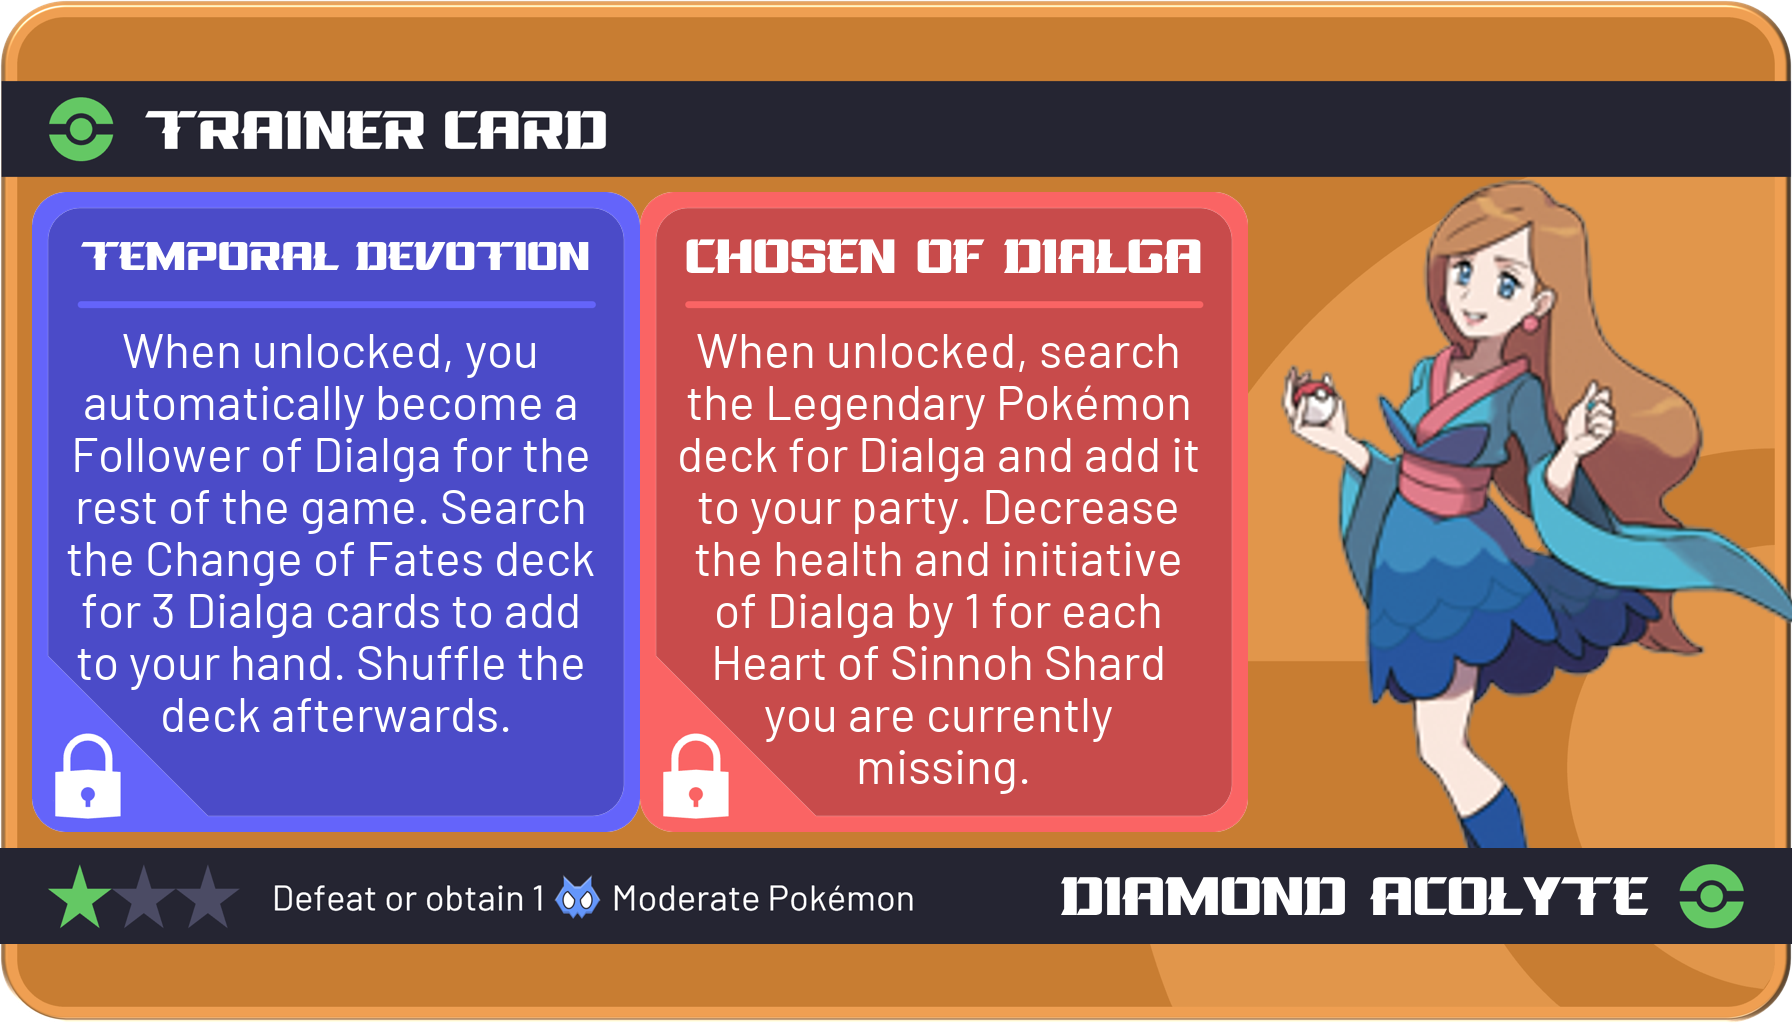 TRAINER CARD
TEMPORAL DEVOTION
When unlocked, you
automatically become a
Follower of Dialga for the
rest of the game. Search
the Change of Fates deck
for 3 Dialga cards to add
to your hand. Shuffle the
deck afterwards.
CHOSEN OF DIALGA
When unlocked, search
the Legendary Pokémon
deck for Dialga and add it
to your party. Decrease
the health and initiative
of Dialga by 1 for each
Heart of Sinnoh Shard
you are currently
missing.
Defeat or obtain 1 Moderate Pokémon
DIAMOND ACOLYTE